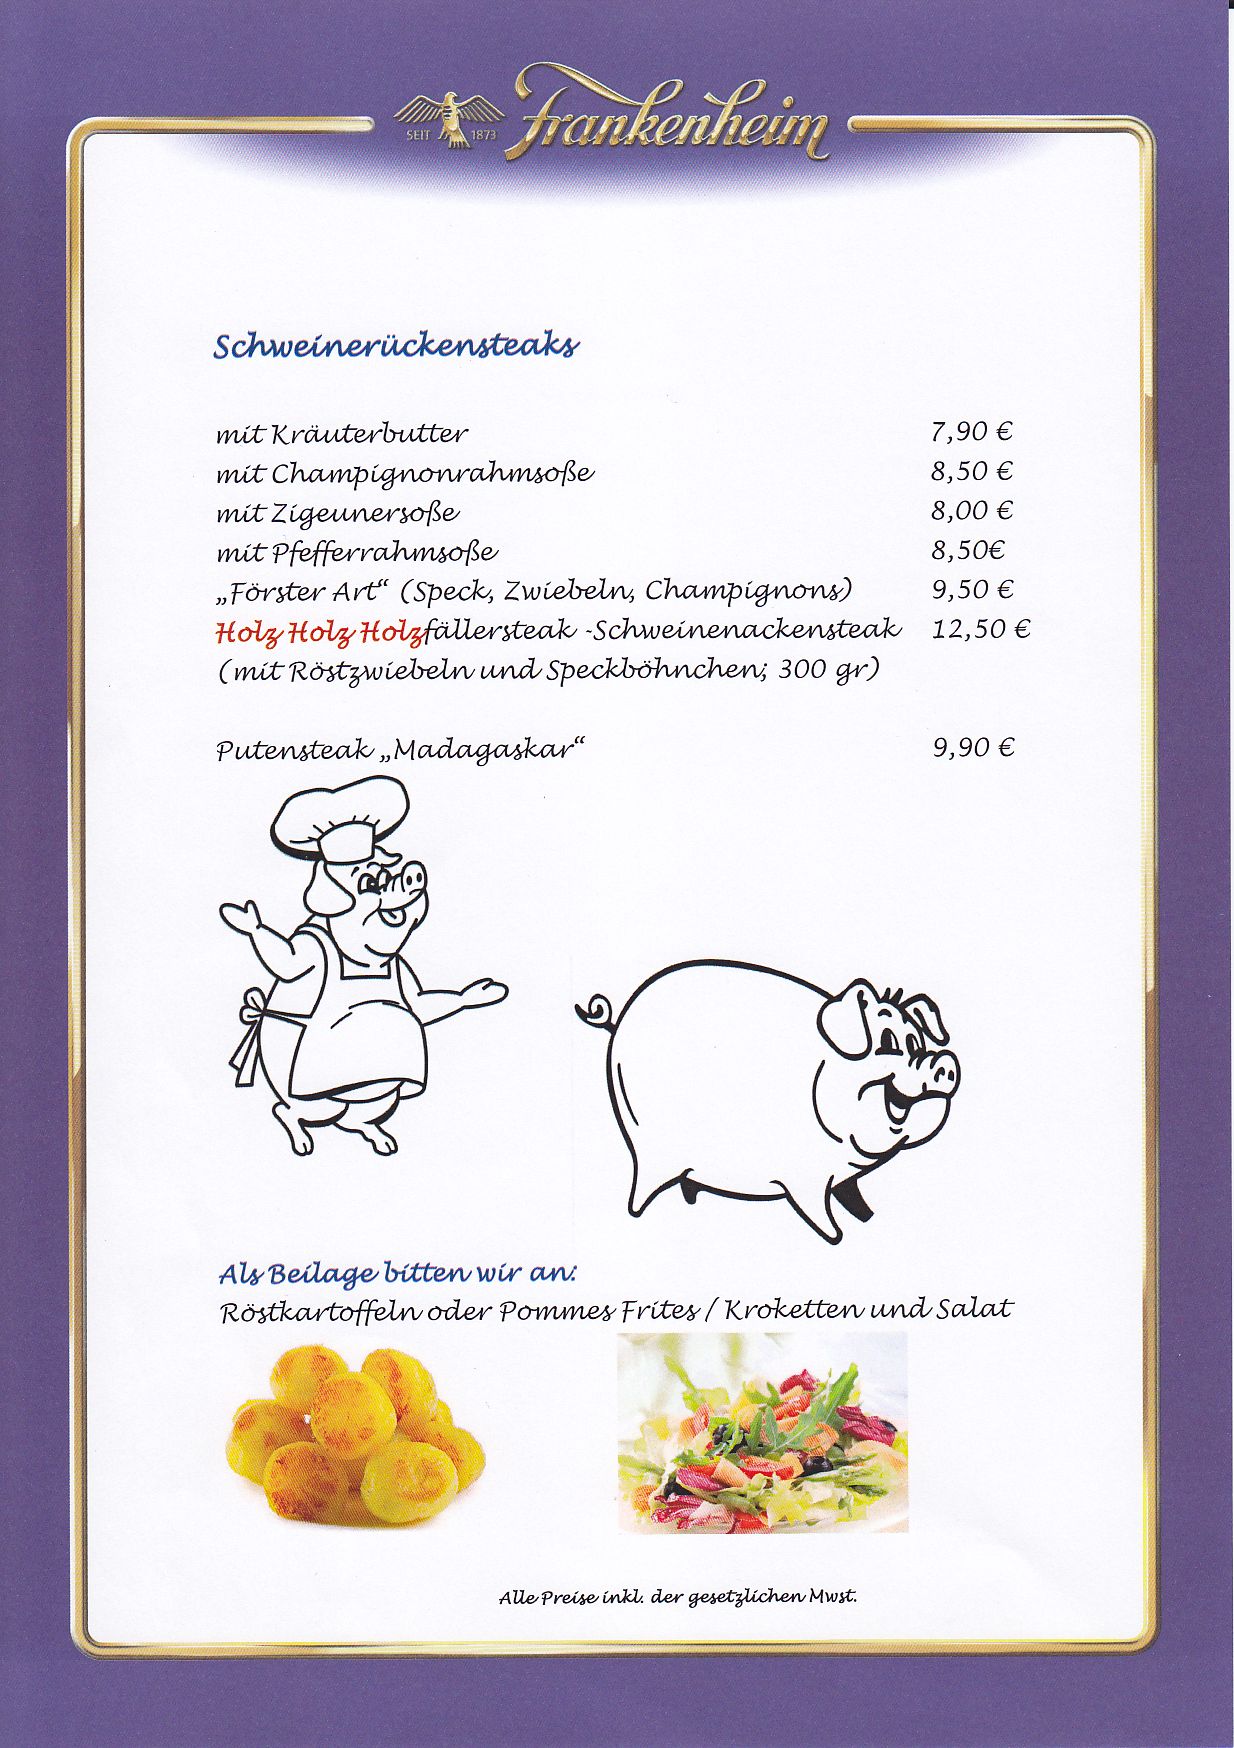 SEIT 1873 Frankenheim
Schweinerückensteaks
mit Kräuterbutter 7,90 €
mit Champignonrahmsoße 8,50 €
mit Zigeunersoße 8,00 €
mit Pfefferrahmsoße 8,50€
„Förster Art“ (Speck, Zwiebeln, Champignons) 9,50 €
Holz Holz Holzfällersteak -Schweinenackensteak 12,50 €
(mit Röstzwiebeln und Speckböhnchen; 300 gr)
Putensteak „Madagaskar“ 9,90 €
Als Beilage bitten wir an:
Röstkartoffeln oder Pommes Frites / Kroketten und Salat
Alle Preise inkl. der gesetzlichen Mwst.